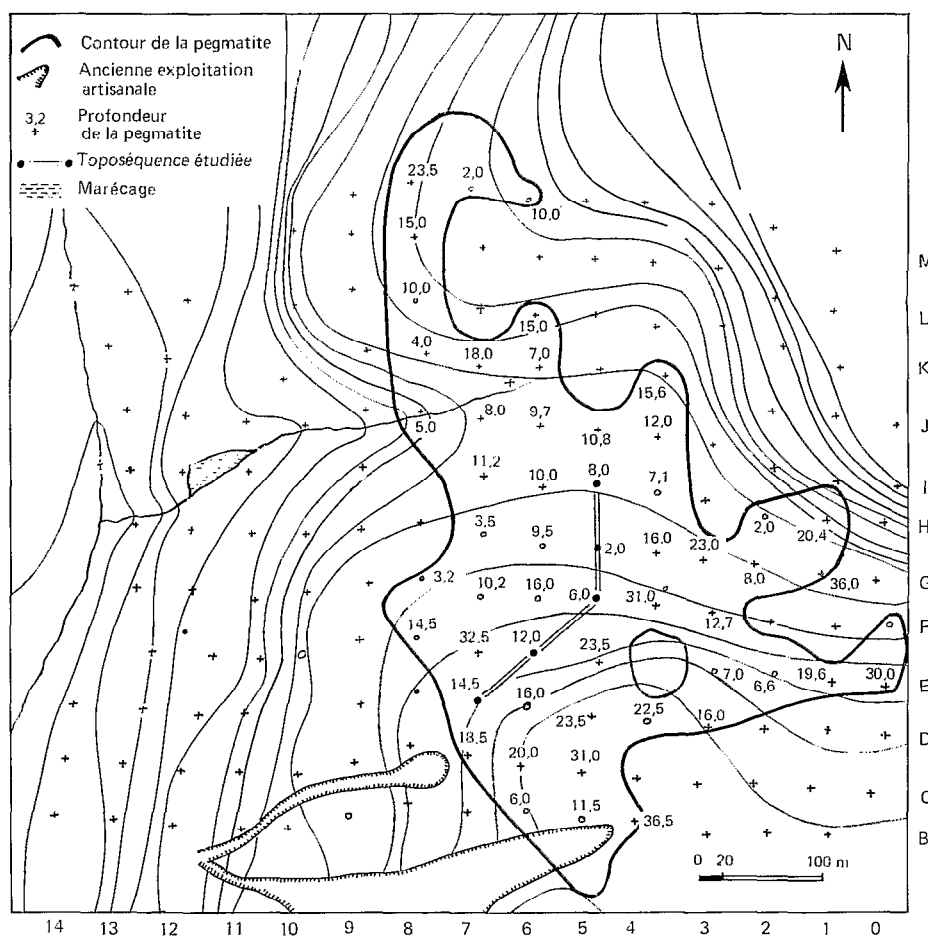 Contour de la pegmatite
Ancienne exploitation
artisanale
3,2
Profondeur
de la pegmatite
Toposéquence étudiée
Marécage
N
23,5 2,0
10,0
15,0
M
10,0
15,0
L
4,0 18,0 7,0
K
15,6
5,0 8,0 9,7 10,8 12,0
J
11,2 10,0 8,0 7,1
I
3,5 9,5 2,0 16,0 23,0 2,0 20,4
H
3,2 10,2 16,0 6,0 31,0 8,0 36,0
G
14,5 32,5 12,0 23,5 12,7
F
14,5 16,0 7,0 6,6 19,6 30,0
E
18,5 23,5 22,5 16,0
D
20,0 31,0
C
6,0 11,5 36,5
B
0 20 100 m
14 13 12 11 10 9 8 7 6 5 4 3 2 1 0